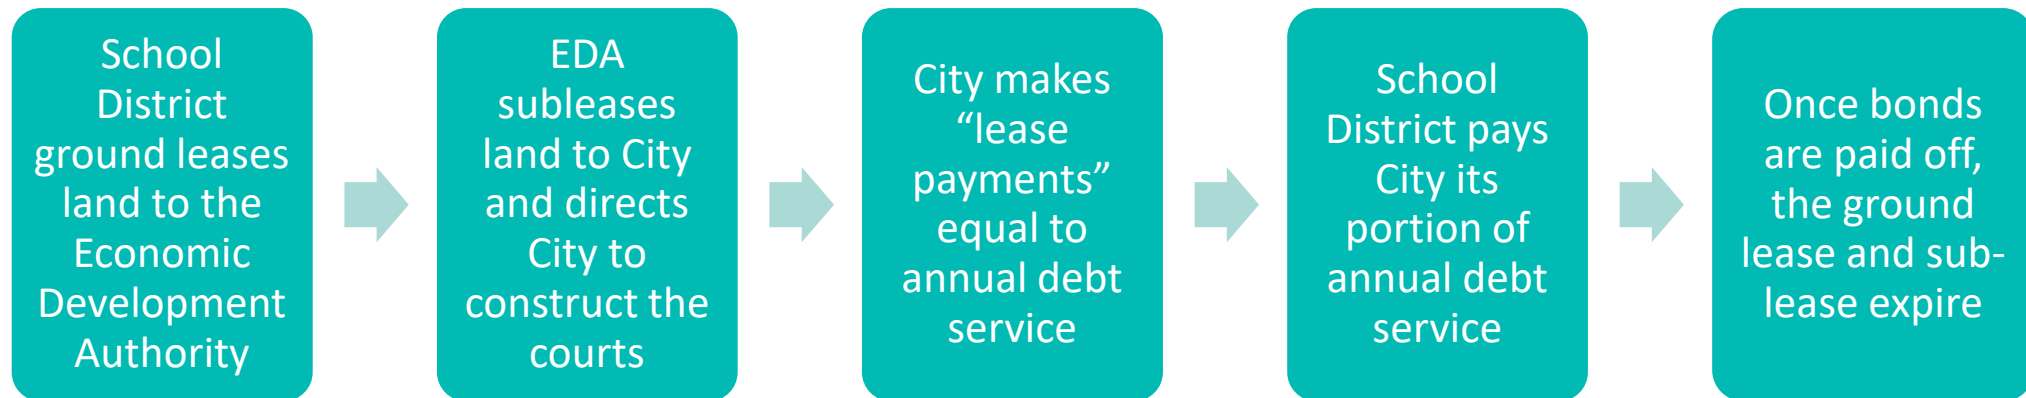 School
District
ground leases
land to the
Economic
Development
Authority
EDA
subleases
land to City
and directs
City to
construct the
courts
City makes
“lease
payments”
equal to
annual debt
service
School
District pays
City its
portion of
annual debt
service
Once bonds
are paid off,
the ground
lease and sub-
lease expire